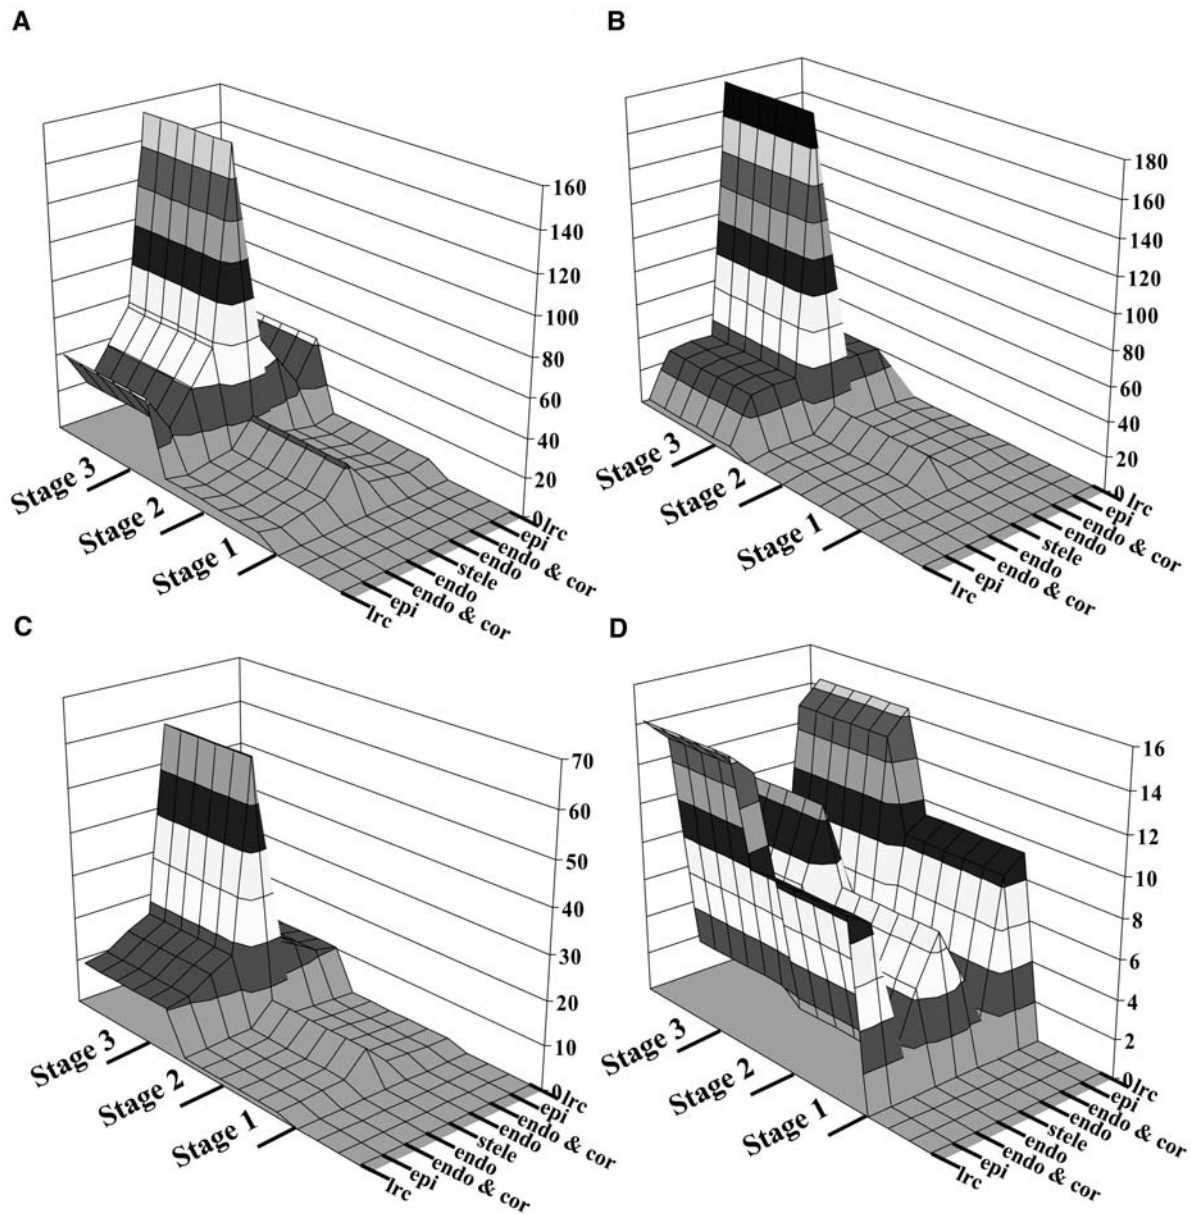 A
160
140
120
100
80
60
40
20
0
Stage 3
Stage 2
Stage 1
lrc
epi
endo & cor
endo
stele
endo
endo & cor
epi
lrc
B
180
160
140
120
100
80
60
40
20
0
Stage 3
Stage 2
Stage 1
lrc
epi
endo & cor
endo
stele
endo
endo & cor
epi
lrc
C
70
60
50
40
30
20
10
0
Stage 3
Stage 2
Stage 1
lrc
epi
endo & cor
endo
stele
endo
endo & cor
epi
lrc
D
16
14
12
10
8
6
4
2
0
Stage 3
Stage 2
Stage 1
lrc
epi
endo & cor
endo
stele
endo
endo & cor
epi
lrc